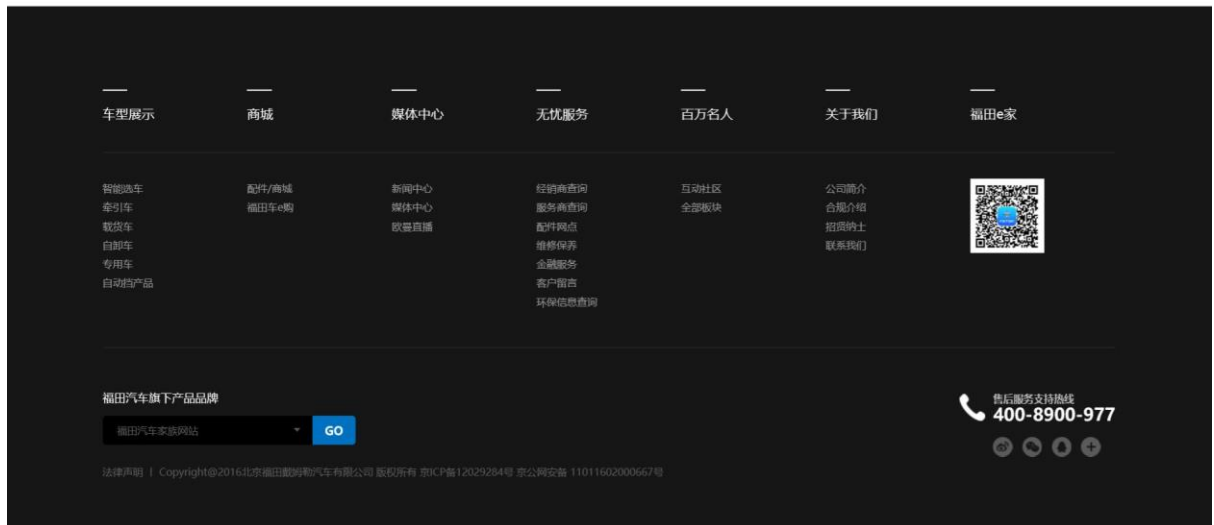 车型展示
商城
媒体中心
无忧服务
百万名人
关于我们
福田e家
智能选车
牵引车
载货车
自卸车
专用车
自动挡产品
配件/商城
福田车e购
新闻中心
媒体中心
欧曼直播
经销商查询
服务商查询
配件网点
维修保养
金融服务
客户留言
环保信息查询
互动社区
全部板块
公司简介
合规介绍
招贤纳士
联系我们
福田汽车旗下产品品牌
福田汽车家族网站
GO
售后服务支持热线
400-8900-977
法律声明 | Copyright@2016北京福田戴姆勒汽车有限公司 版权所有 京ICP备12029284号 京公网安备 11011602000667号